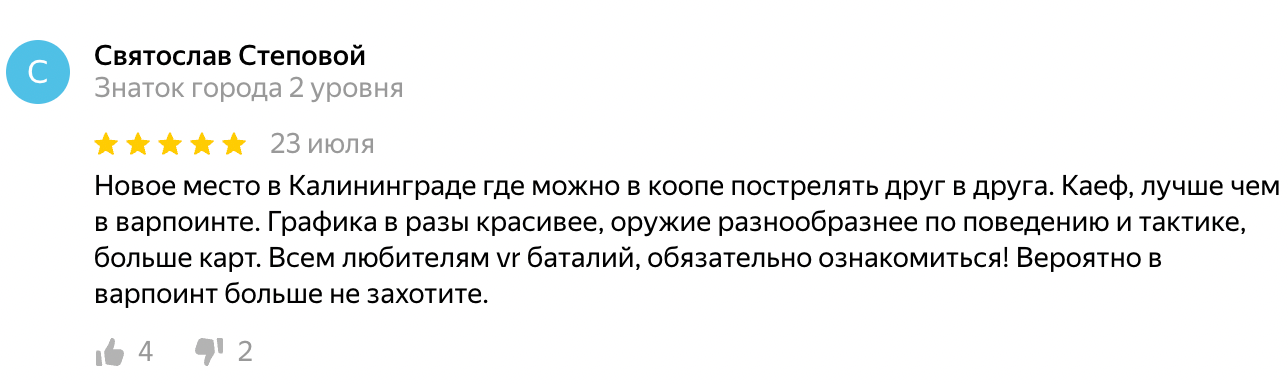 С
Святослав Степовой
Знаток города 2 уровня
23 июля
Новое место в Калининграде где можно в коопе пострелять друг в друга. Каеф, лучше чем
в варпоинте. Графика в разы красивее, оружие разнообразнее по поведению и тактике,
больше карт. Всем любителям vr баталий, обязательно ознакомиться! Вероятно в
варпоинт больше не захотите.
4 2